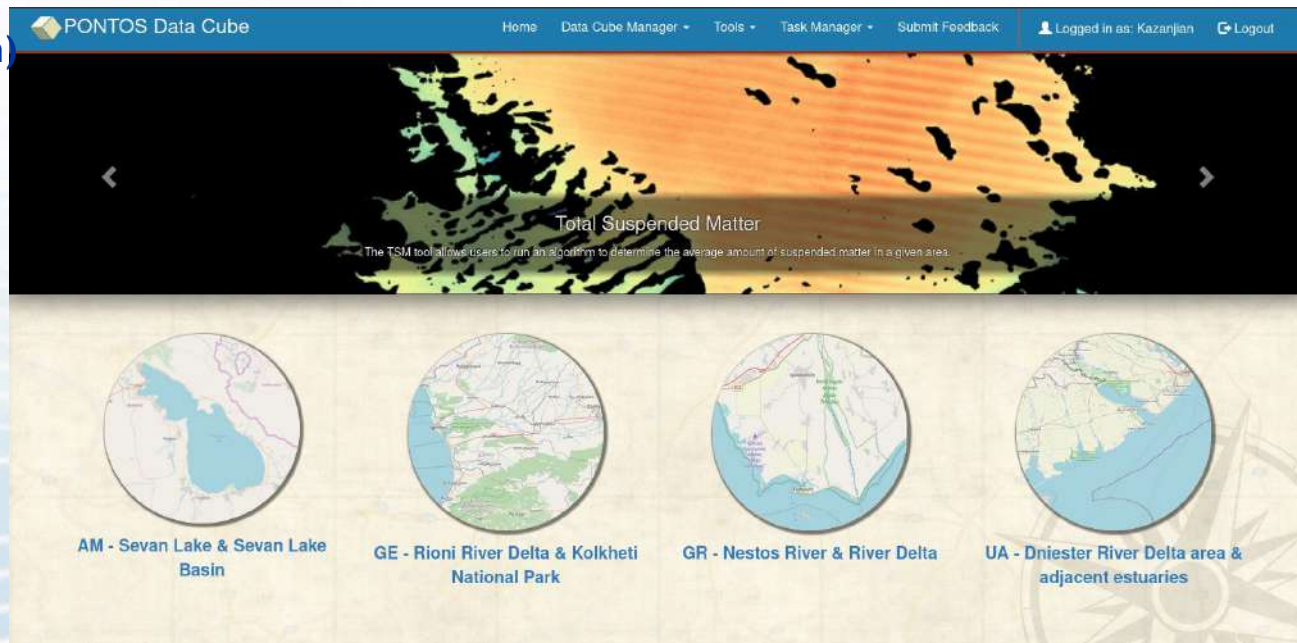 PONTOS Data Cube
Home Data Cube Manager Tools Task Manager Submit Feedback Logged in as: Kazanjian Logout
Total Suspended Matter
The TSM tool allows users to run an algorithm to determine the average amount of suspended matter in a given area.
AM - Sevan Lake & Sevan Lake
Basin
GE - Rioni River Delta & Kolkheti
National Park
GR - Nestos River & River Delta
UA - Dniester River Delta area &
adjacent estuaries